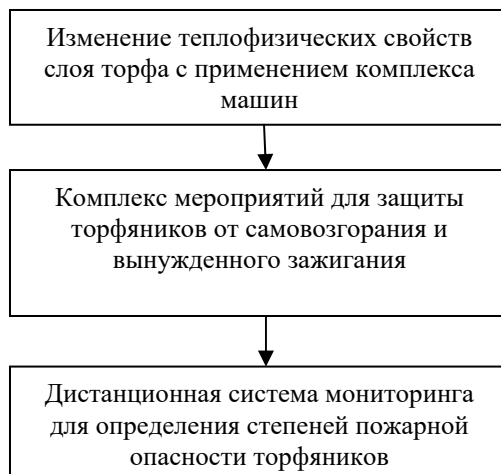 Изменение теплофизических свойств
слоя торфа с применением комплекса
машин
Комплекс мероприятий для защиты
торфяников от самовозгорания и
вынужденного зажигания
Дистанционная система мониторинга
для определения степеней пожарной
опасности торфяников